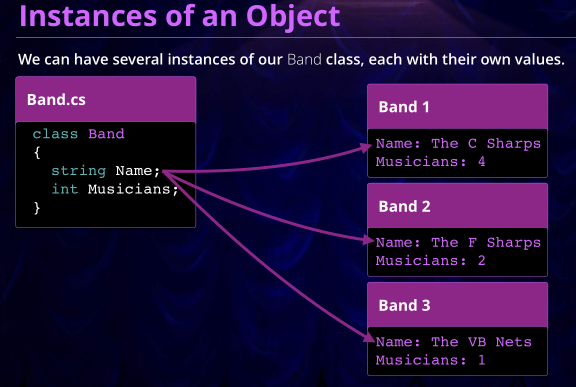 Instances of an Object
We can have several instances of our Band class, each with their own values.
Band.cs
class Band
{
string Name;
int Musicians;
}
Band 1
Name: The C Sharps
Musicians: 4
Band 2
Name: The F Sharps
Musicians: 2
Band 3
Name: The VB Nets
Musicians: 1